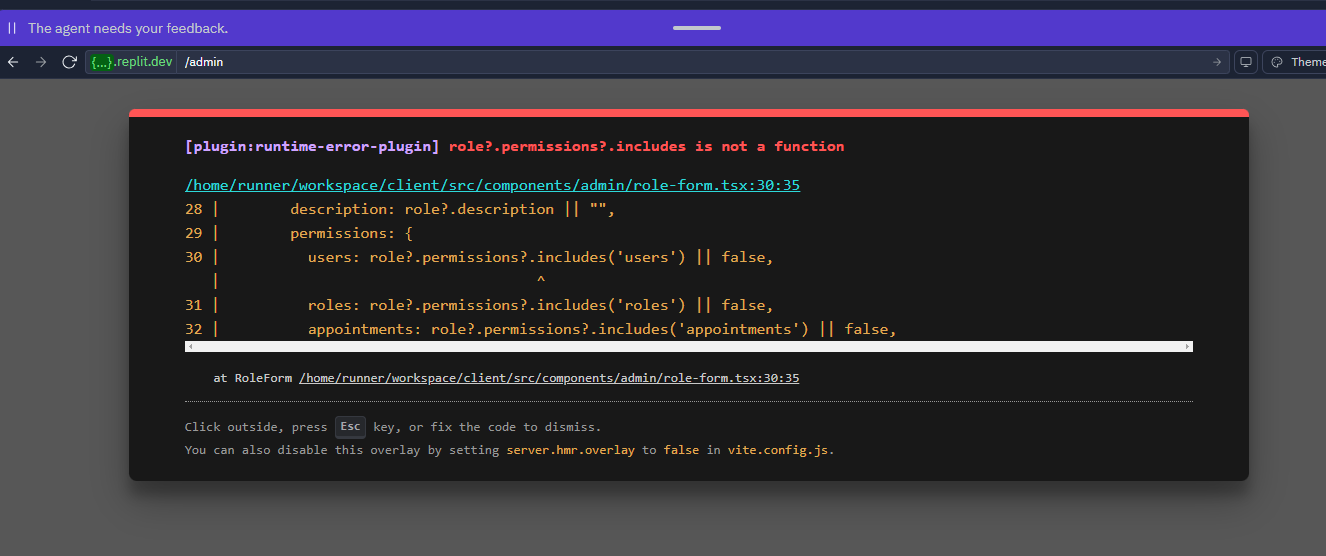 The agent needs your feedback.
{...}.replit.dev /admin
Theme
[plugin:runtime-error-plugin] role?.permissions?.includes is not a function
/home/runner/workspace/client/src/components/admin/role-form.tsx:30:35
28 |        description: role?.description || "",
29 |        permissions: {
30 |          users: role?.permissions?.includes('users') || false,
   |                                    ^
31 |          roles: role?.permissions?.includes('roles') || false,
32 |          appointments: role?.permissions?.includes('appointments') || false,
at RoleForm /home/runner/workspace/client/src/components/admin/role-form.tsx:30:35
Click outside, press Esc key, or fix the code to dismiss.
You can also disable this overlay by setting server.hmr.overlay to false in vite.config.js.